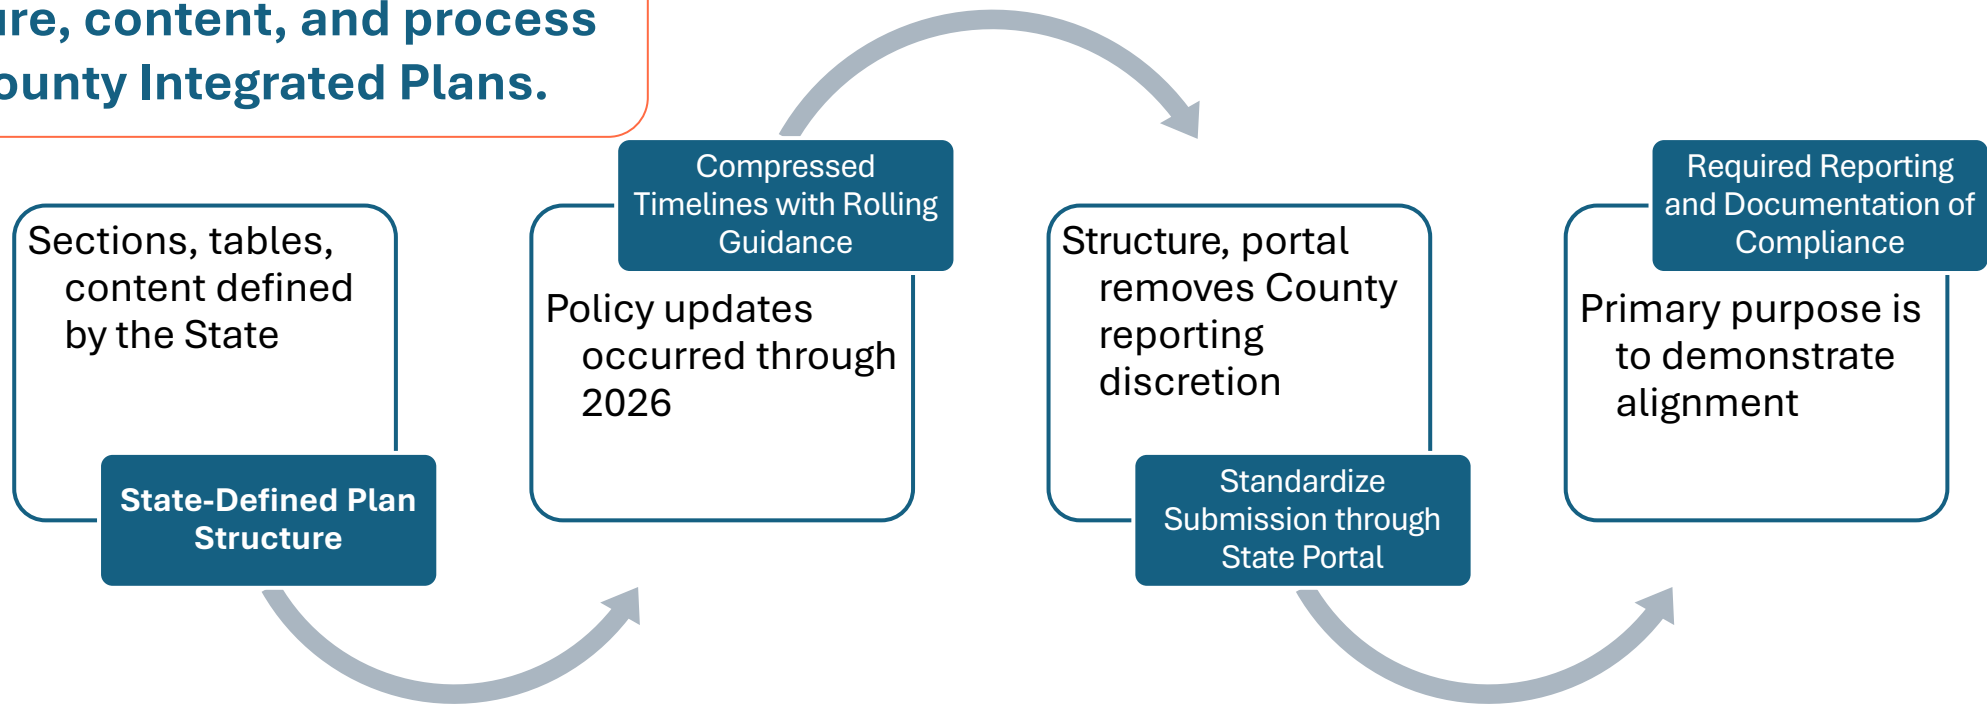 content, and process
Integrated Plans.
Sections, tables,
content defined
by the State
State-Defined Plan
Structure
Compressed
Timelines with Rolling
Guidance
Policy updates
occurred through
2026
Structure, portal
removes County
reporting
discretion
Standardize
Submission through
State Portal
Required Reporting
and Documentation of
Compliance
Primary purpose is
to demonstrate
alignment